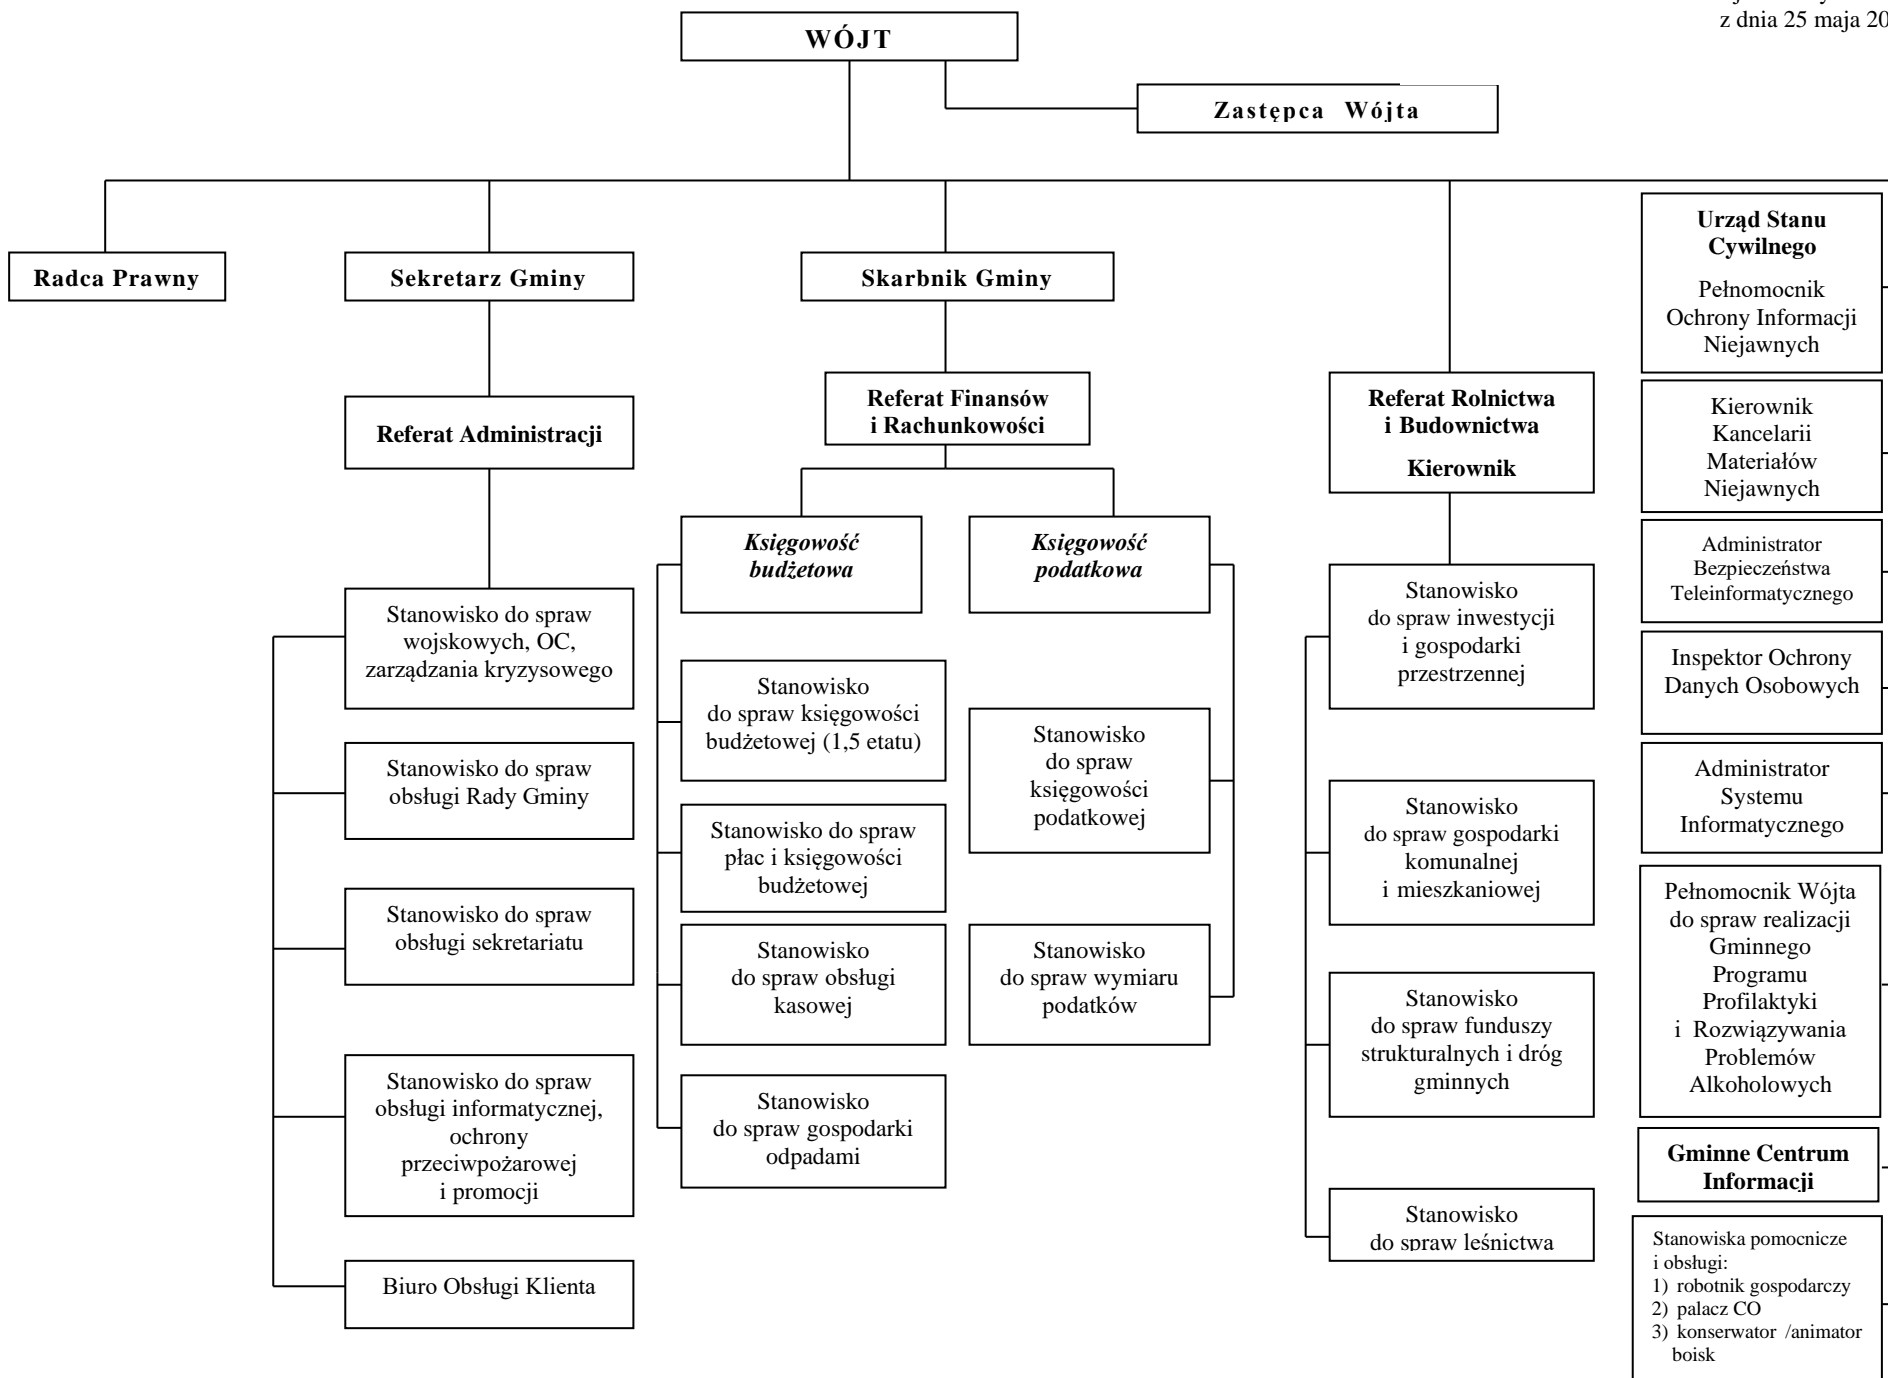 z dnia 25 maja 20
WÓJT
Zastępca Wójta
Radca Prawny
Sekretarz Gminy
Skarbnik Gminy
Urząd Stanu
Cywilnego
Pełnomocnik
Ochrony Informacji
Niejawnych
Referat Administracji
Referat Finansów
i Rachunkowości
Referat Rolnictwa
i Budownictwa
Kierownik
Kierownik
Kancelarii
Materiałów
Niejawnych
Księgowość
budżetowa
Księgowość
podatkowa
Administrator
Bezpieczeństwa
Teleinformatycznego
Stanowisko do spraw
wojskowych, OC,
zarządzania kryzysowego
Stanowisko do spraw
obsługi Rady Gminy
Stanowisko do spraw
obsługi sekretariatu
Stanowisko do spraw
obsługi informatycznej,
ochrony
przeciwpożarowej
i promocji
Biuro Obsługi Klienta
Stanowisko
do spraw księgowości
budżetowej (1,5 etatu)
Stanowisko do spraw
płac i księgowości
budżetowej
Stanowisko
do spraw obsługi
kasowej
Stanowisko
do spraw gospodarki
odpadami
Stanowisko
do spraw
księgowości
podatkowej
Stanowisko
do spraw wymiaru
podatków
Stanowisko
do spraw inwestycji
i gospodarki
przestrzennej
Stanowisko
do spraw gospodarki
komunalnej
i mieszkaniowej
Stanowisko
do spraw funduszy
strukturalnych i dróg
gminnych
Stanowisko
do spraw leśnictwa
Inspektor Ochrony
Danych Osobowych
Administrator
Systemu
Informatycznego
Pełnomocnik Wójta
do spraw realizacji
Gminnego
Programu
Profilaktyki
i Rozwiązywania
Problemów
Alkoholowych
Gminne Centrum
Informacji
Stanowiska pomocnicze
i obsługi:
1) robotnik gospodarczy
2) palacz CO
3) konserwator /animator
boisk